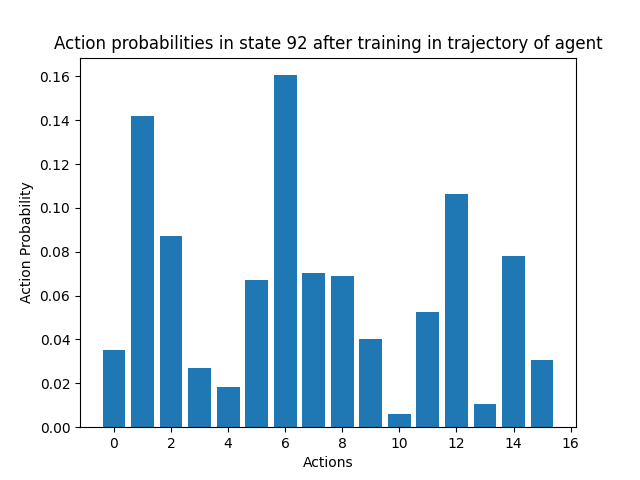 Action probabilities in state 92 after training in trajectory of agent
0.16
0.14
0.12
0.10
0.08
0.06
0.04
0.02
0.00
Action Probability
0 2 4 6 8 10 12 14 16
Actions